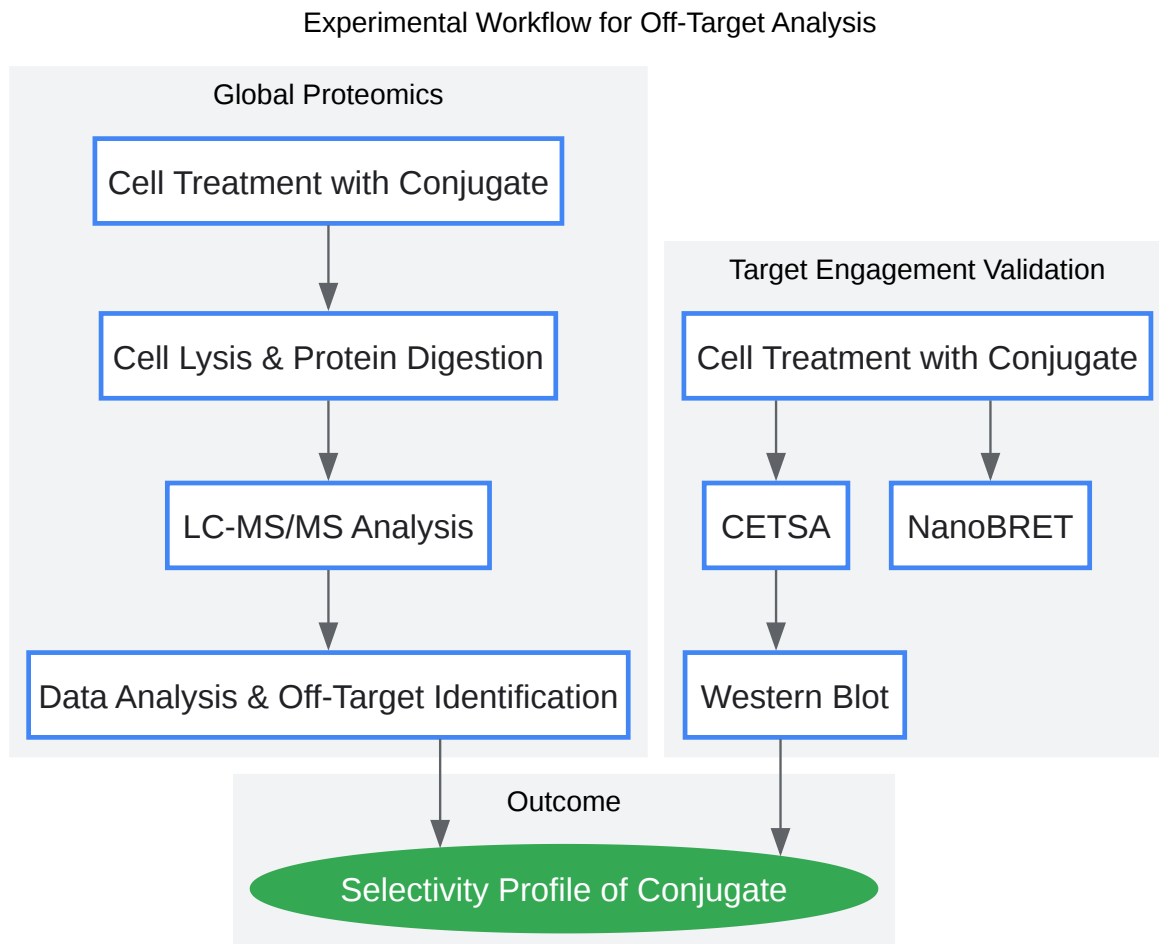 Experimental Workflow for Off-Target Analysis
Global Proteomics
Cell Treatment with Conjugate
Cell Lysis & Protein Digestion
LC-MS/MS Analysis
Data Analysis & Off-Target Identification
Target Engagement Validation
Cell Treatment with Conjugate
CETSA
NanoBRET
Western Blot
Outcome
Selectivity Profile of Conjugate